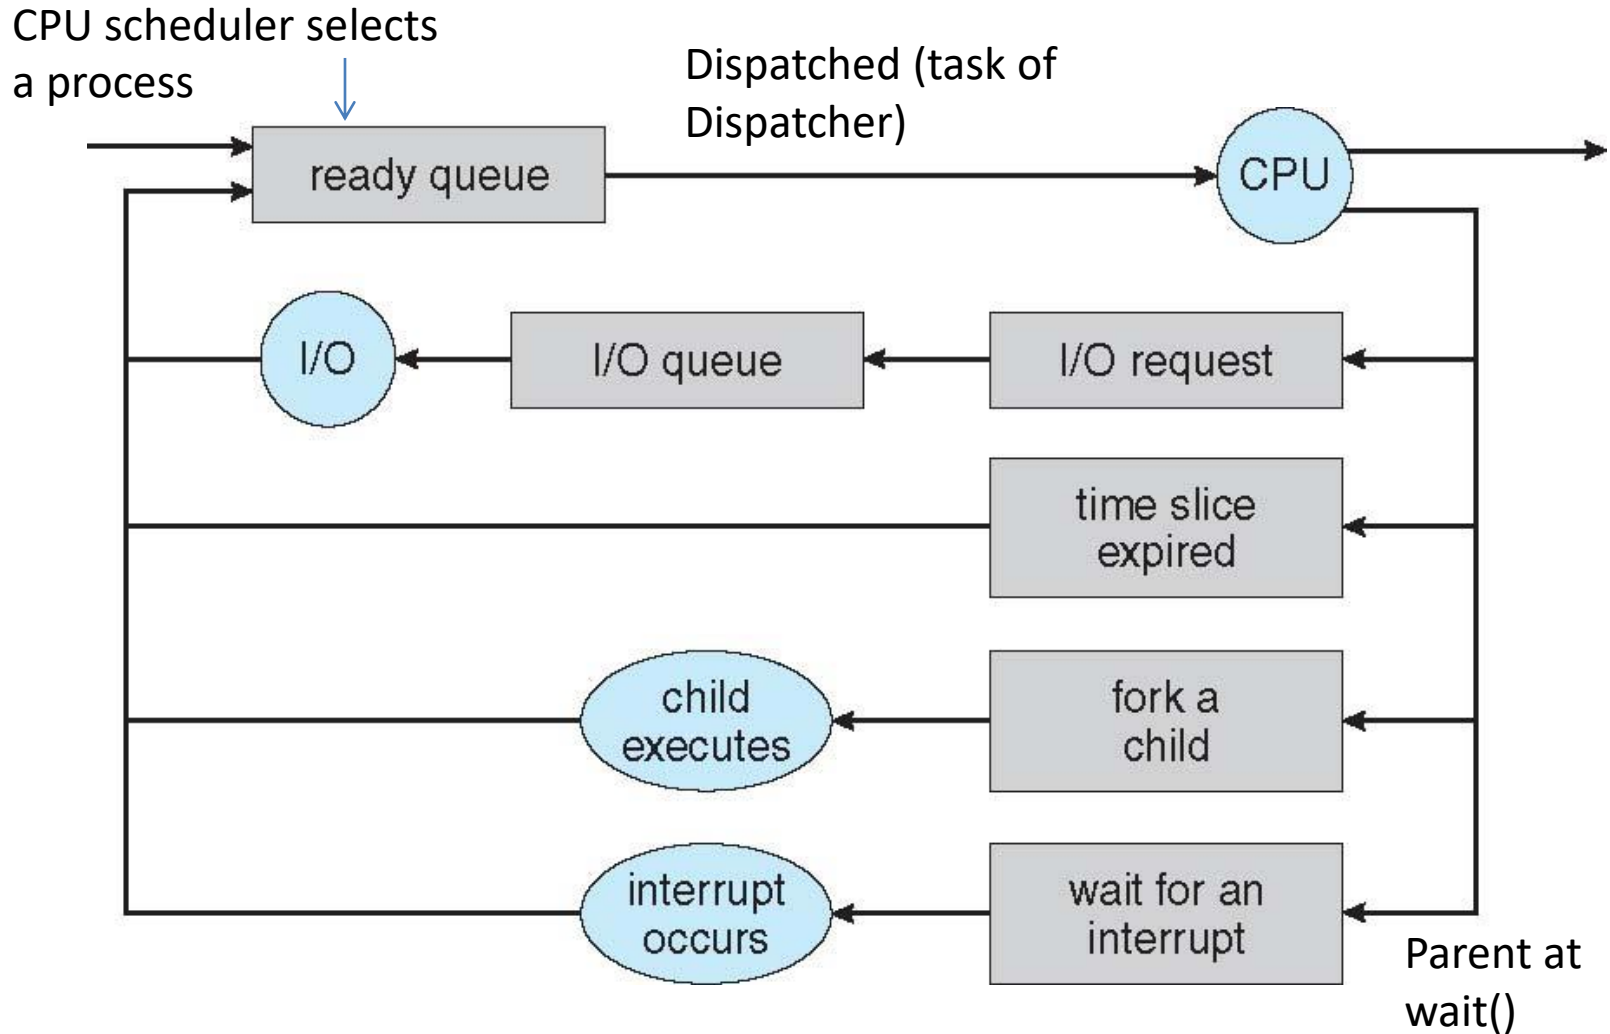 CPU scheduler selects
a process
Dispatched (task of
Dispatcher)
ready queue
CPU
I/O
I/O queue
I/O request
time slice
expired
child
executes
fork a
child
interrupt
occurs
wait for an
interrupt
Parent at
wait()